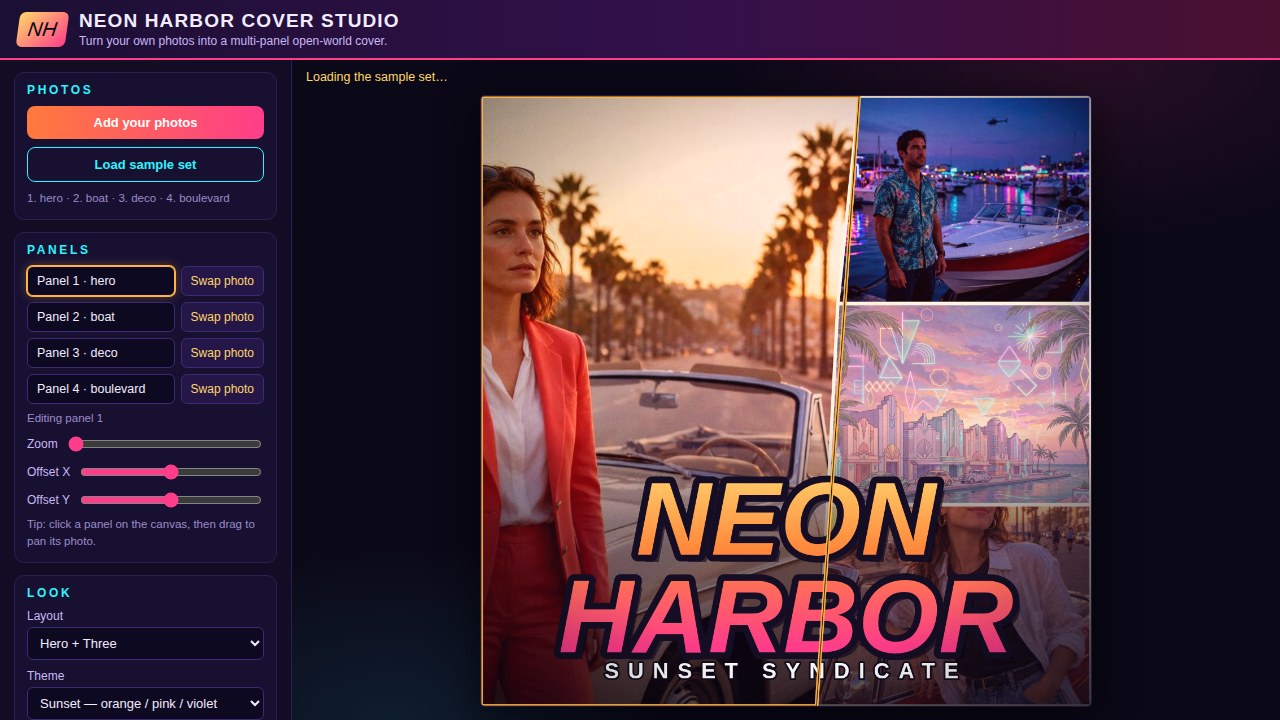 NH
NEON HARBOR COVER STUDIO
Turn your own photos into a multi-panel open-world cover.
PHOTOS
Add your photos
Load sample set
1. hero · 2. boat · 3. deco · 4. boulevard
PANELS
Panel 1 · hero
Swap photo
Panel 2 · boat
Swap photo
Panel 3 · deco
Swap photo
Panel 4 · boulevard
Swap photo
Editing panel 1
Zoom
Offset X
Offset Y
Tip: click a panel on the canvas, then drag to
pan its photo.
LOOK
Layout
Hero + Three
Theme
Sunset — orange / pink / violet
Loading the sample set…
NEON
HARBOR
SUNSET SYNDICATE